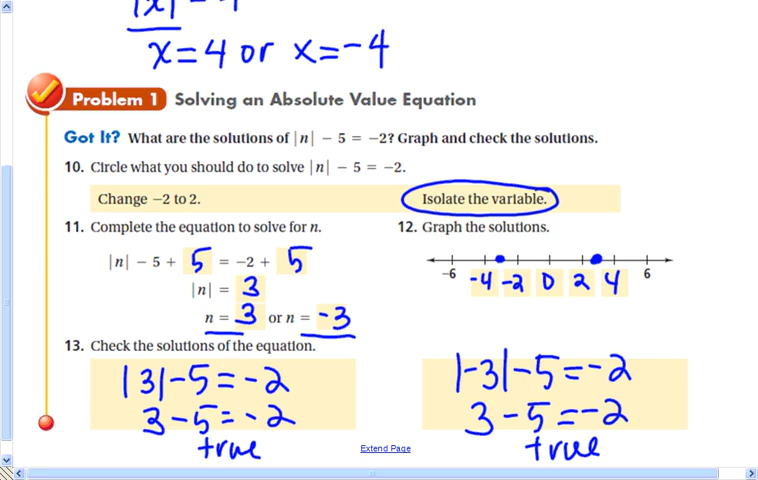 |x| = 4
x = 4 or x = -4
Problem 1 Solving an Absolute Value Equation
Got It? What are the solutions of |n| − 5 = −2? Graph and check the solutions.
10. Circle what you should do to solve |n| − 5 = −2.
Change −2 to 2. Isolate the variable.
11. Complete the equation to solve for n. 12. Graph the solutions.
|n| − 5 + 5 = −2 + 5
−6 -4 -2 0 2 4 6
|n| = 3
n = 3 or n = -3
13. Check the solutions of the equation.
|3| - 5 = -2 |-3| - 5 = -2
3 - 5 = -2 3 - 5 = -2
true true
Extend Page